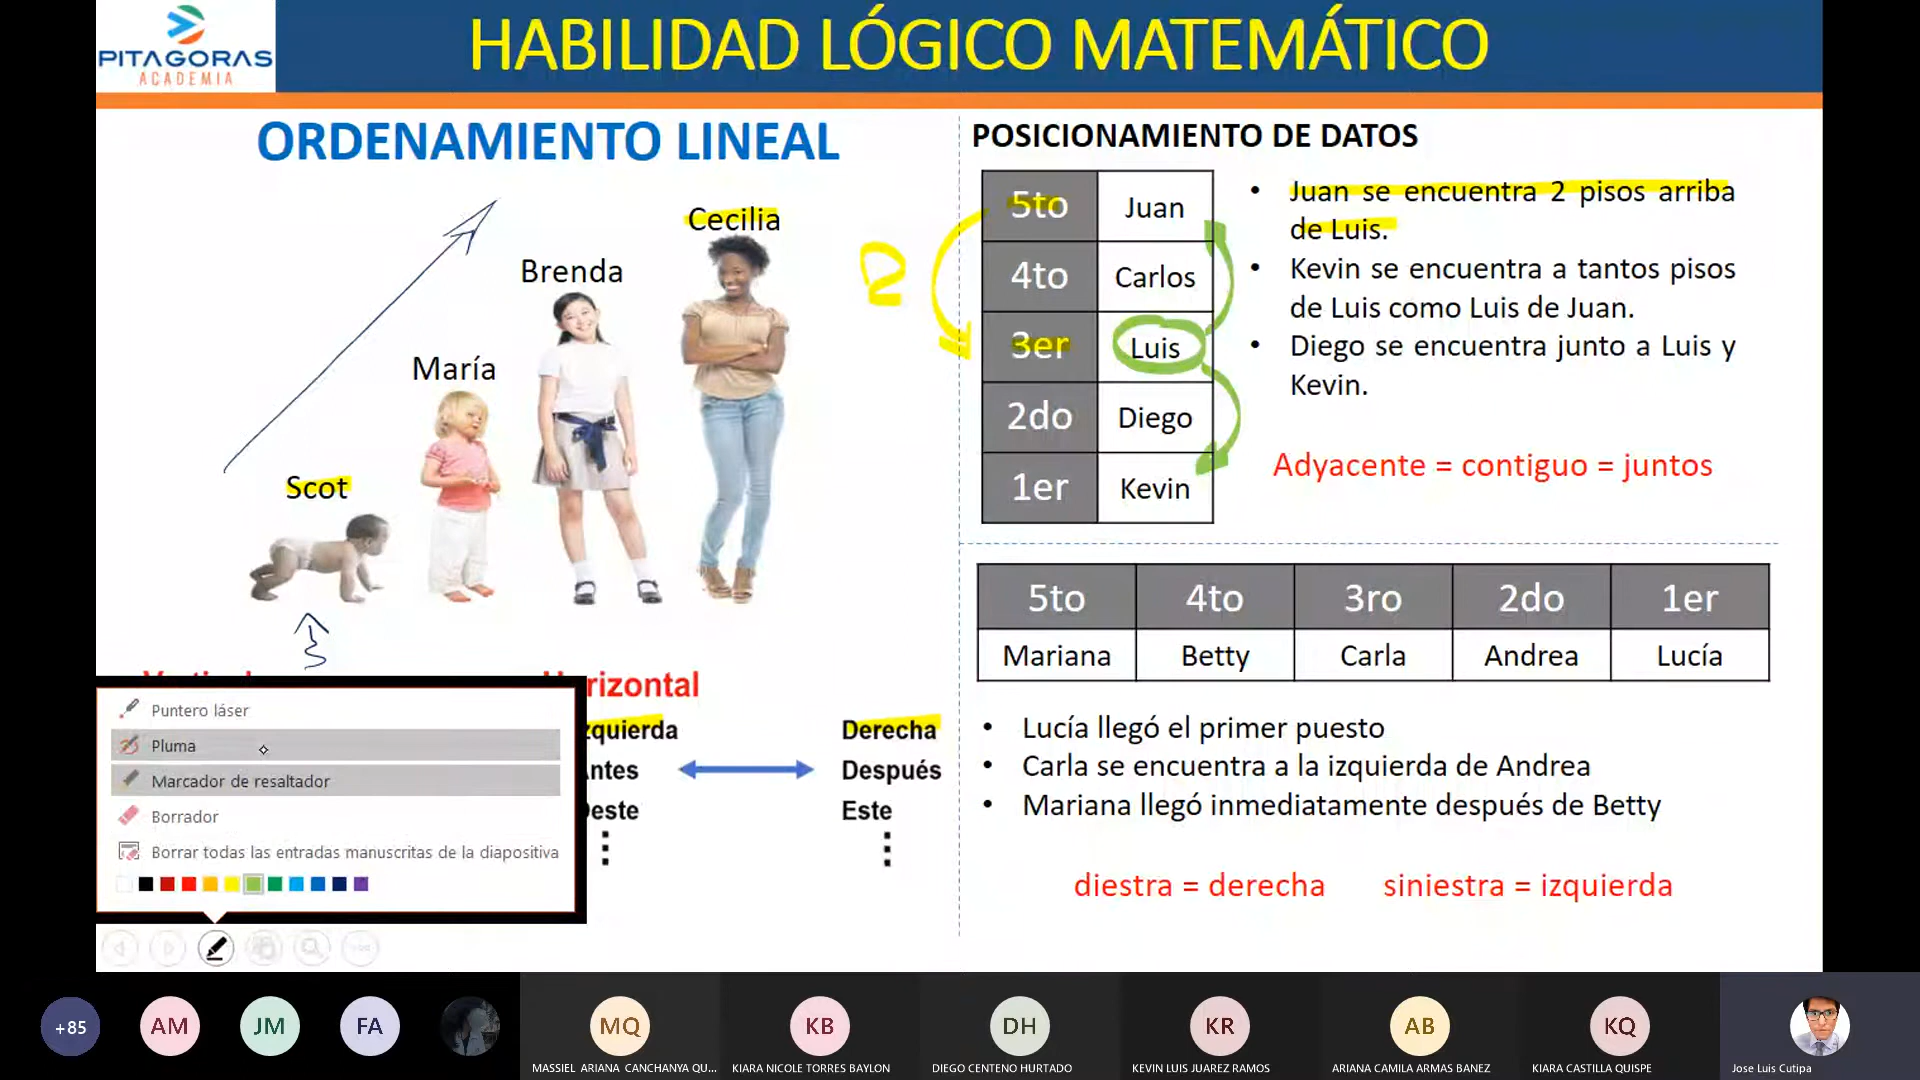 PITAGORAS
ACADEMIA
HABILIDAD LÓGICO MATEMÁTICO
ORDENAMIENTO LINEAL
Cecilia
Brenda
María
Scot
Horizontal
Izquierda
Derecha
Antes
Después
Oeste
Este
Puntero láser
Pluma
Marcador de resaltador
Borrador
Borrar todas las entradas manuscritas de la diapositiva
POSICIONAMIENTO DE DATOS
5to Juan
4to Carlos
3er Luis
2do Diego
1er Kevin
2
• Juan se encuentra 2 pisos arriba
de Luis.
• Kevin se encuentra a tantos pisos
de Luis como Luis de Juan.
• Diego se encuentra junto a Luis y
Kevin.
Adyacente = contiguo = juntos
5to 4to 3ro 2do 1er
Mariana Betty Carla Andrea Lucía
• Lucía llegó el primer puesto
• Carla se encuentra a la izquierda de Andrea
• Mariana llegó inmediatamente después de Betty
diestra = derecha siniestra = izquierda
+85 AM JM FA MQ KB DH KR AB KQ
MASSIEL ARIANA CANCHANYA QU... KIARA NICOLE TORRES BAYLON DIEGO CENTENO HURTADO KEVIN LUIS JUAREZ RAMOS ARIANA CAMILA ARMAS BANEZ KIARA CASTILLA QUISPE Jose Luis Cutipa